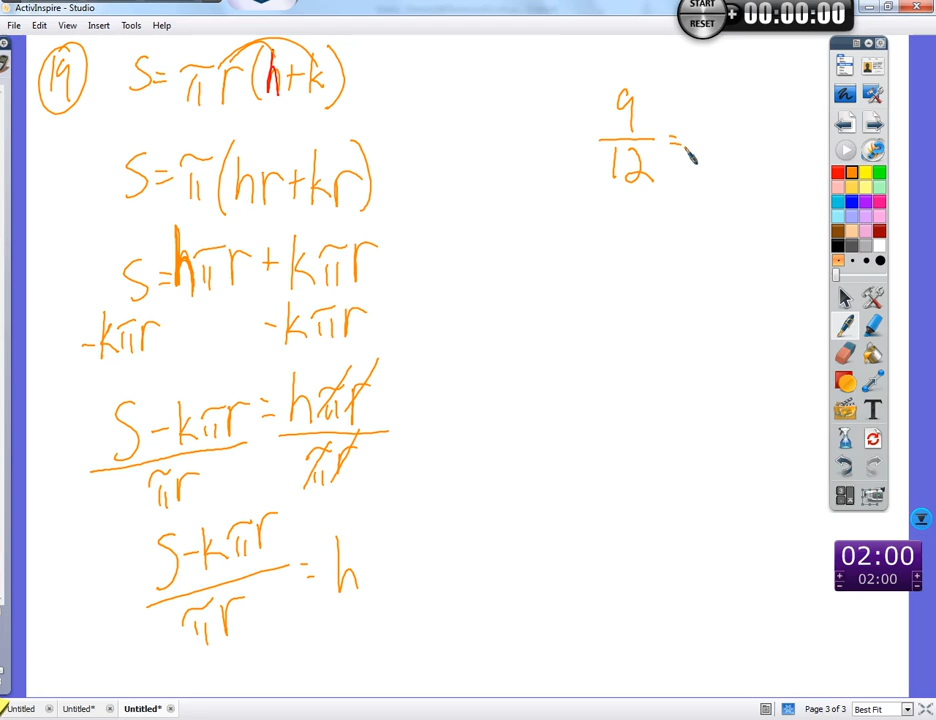 ActivInspire - Studio
START
RESET
00:00:00
File Edit View Insert Tools Help
19 S=πr(h+k)
S=π(hr+kr)
S=hπr+kπr
-kπr -kπr
S-kπr = hπr
πr πr
S-kπr = h
πr
9
12 =
T
02:00
02:00
Untitled Untitled* Untitled* Page 3 of 3 Best Fit